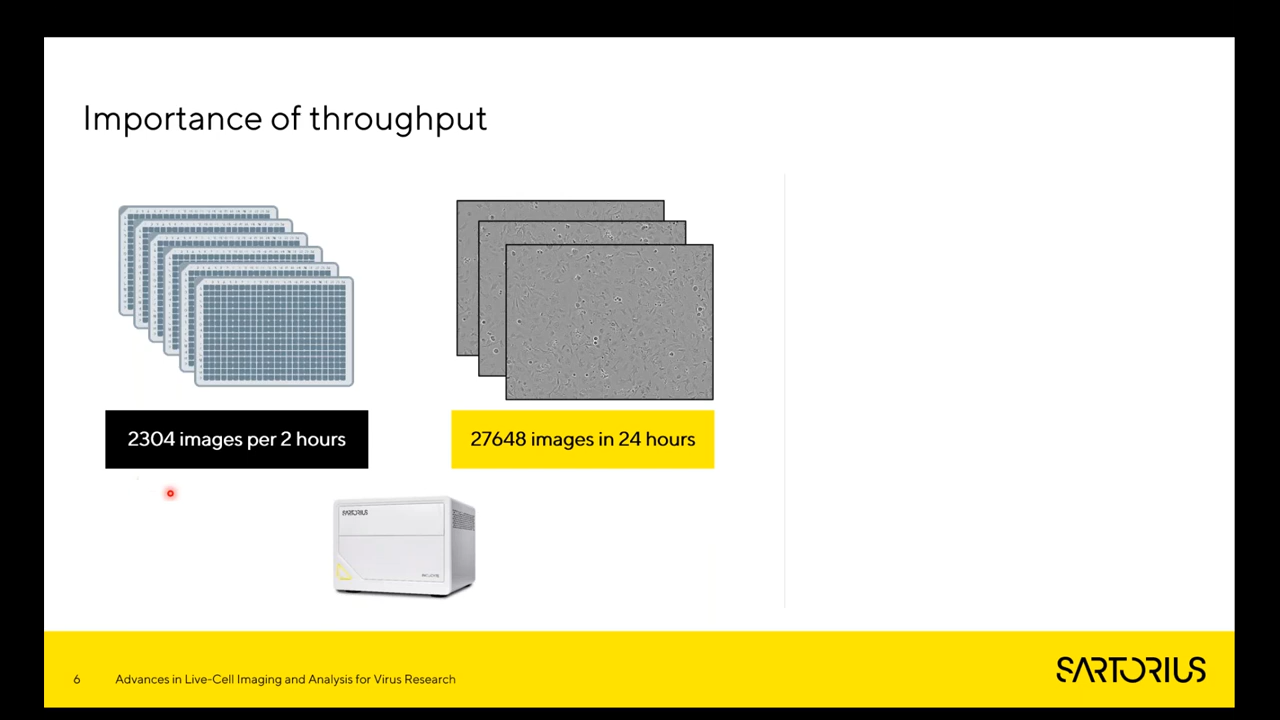 Importance of throughput
2304 images per 2 hours
27648 images in 24 hours
SARTORIUS
6
Advances in Live-Cell Imaging and Analysis for Virus Research
SARTORIUS